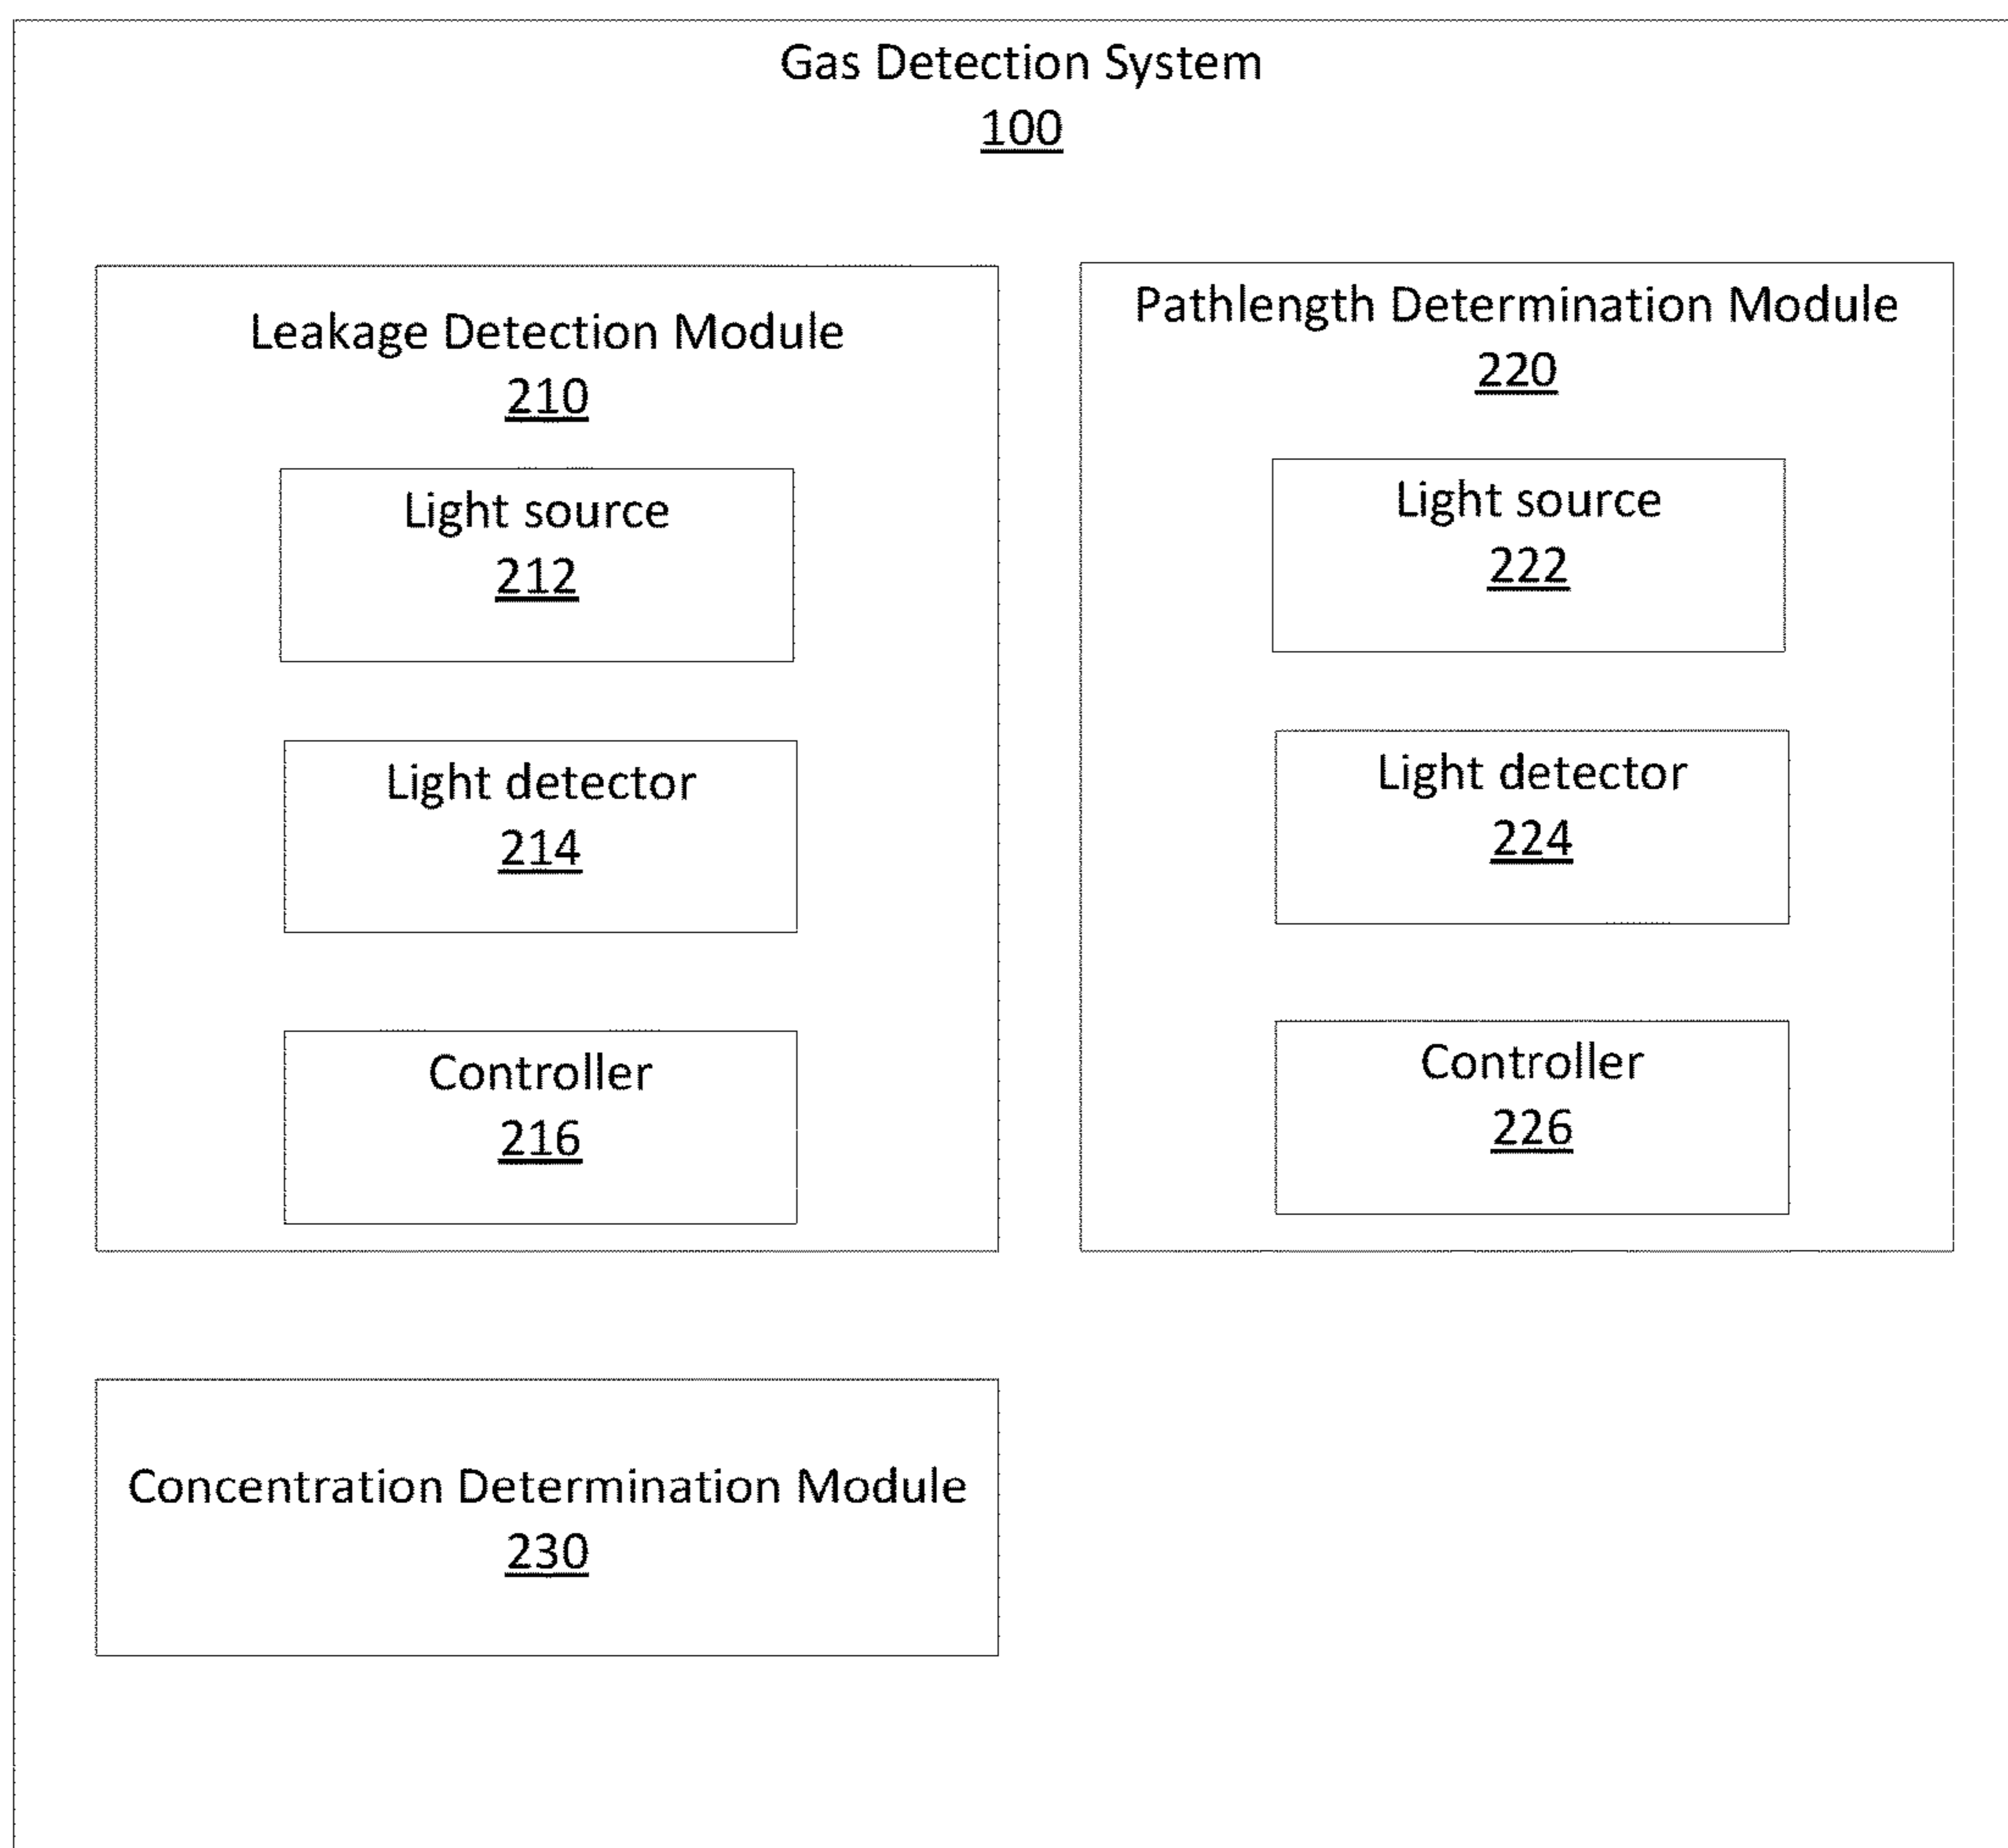 Gas Detection System
100
Leakage Detection Module
210
Light source
212
Light detector
214
Controller
216
Pathlength Determination Module
220
Light source
222
Light detector
224
Controller
226
Concentration Determination Module
230